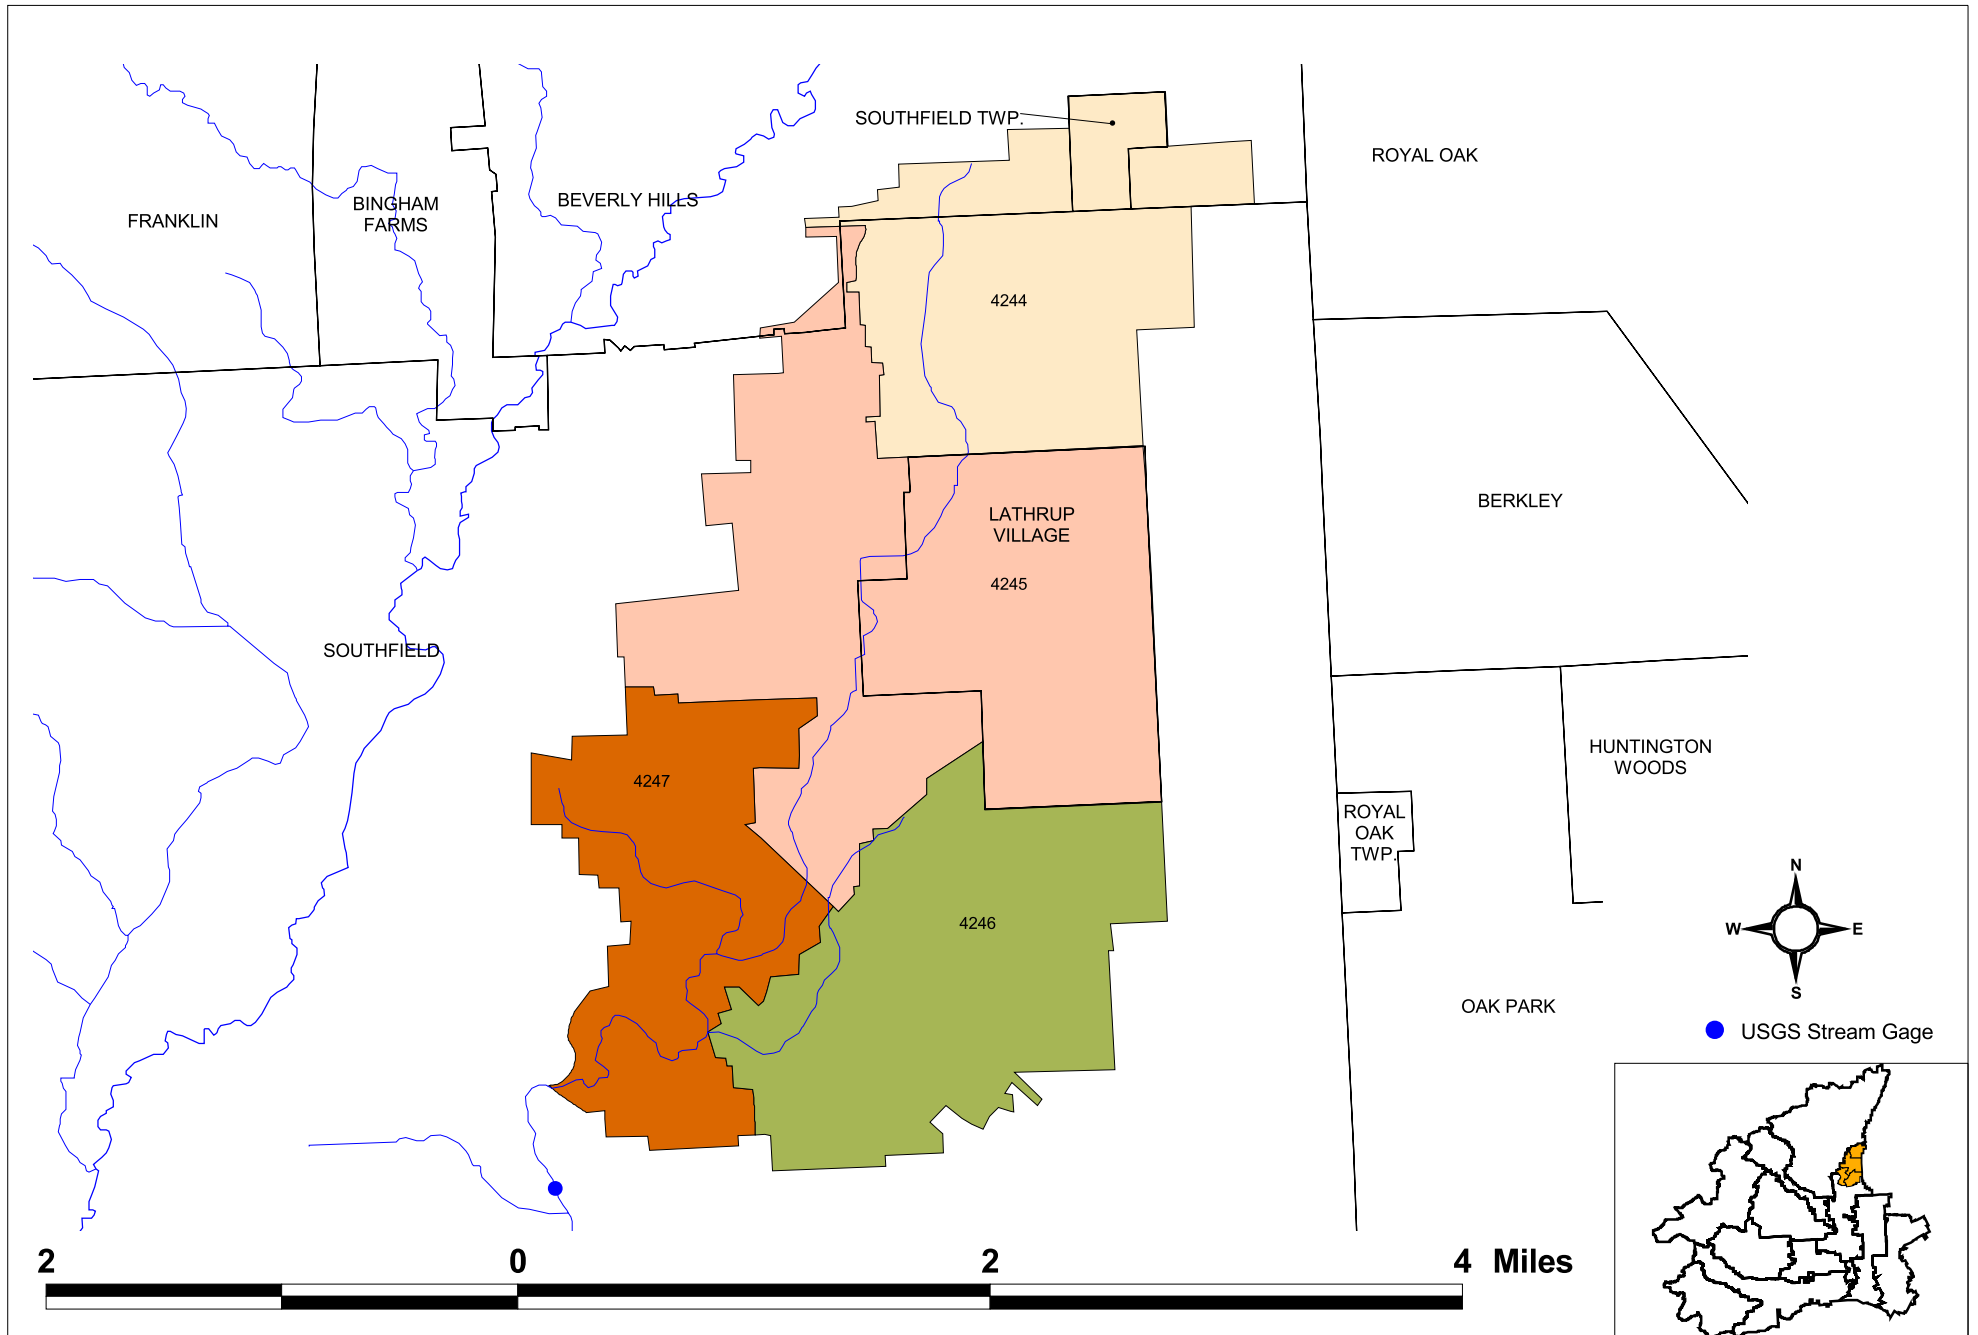 SOUTHFIELD TWP.
ROYAL OAK
BINGHAM
FARMS
BEVERLY HILLS
FRANKLIN
4244
LATHRUP
VILLAGE
BERKLEY
4245
SOUTHFIELD
HUNTINGTON
WOODS
4247
ROYAL
OAK
TWP.
4246
N
W E
S
OAK PARK
USGS Stream Gage
2 0 2 4 Miles